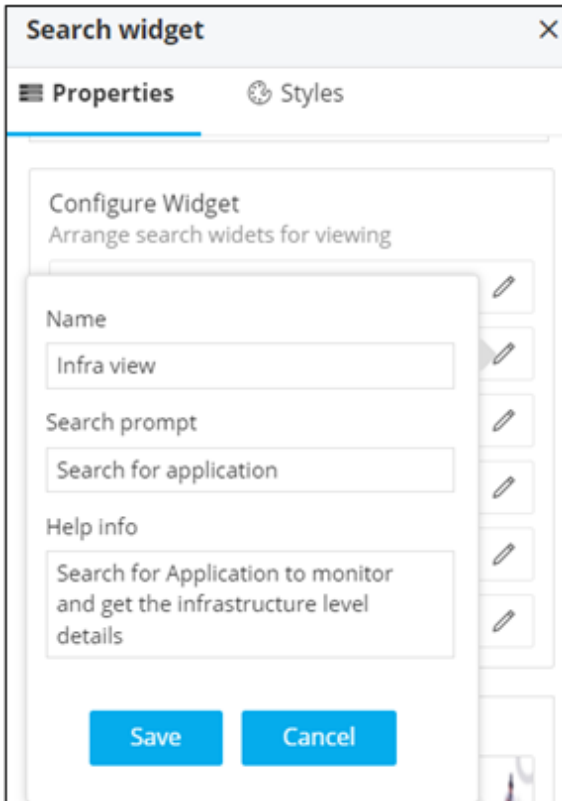 Search widget
Properties
Styles
Configure Widget
Arrange search widets for viewing
Name
Infra view
Search prompt
Search for application
Help info
Search for Application to monitor
and get the infrastructure level
details
Save
Cancel